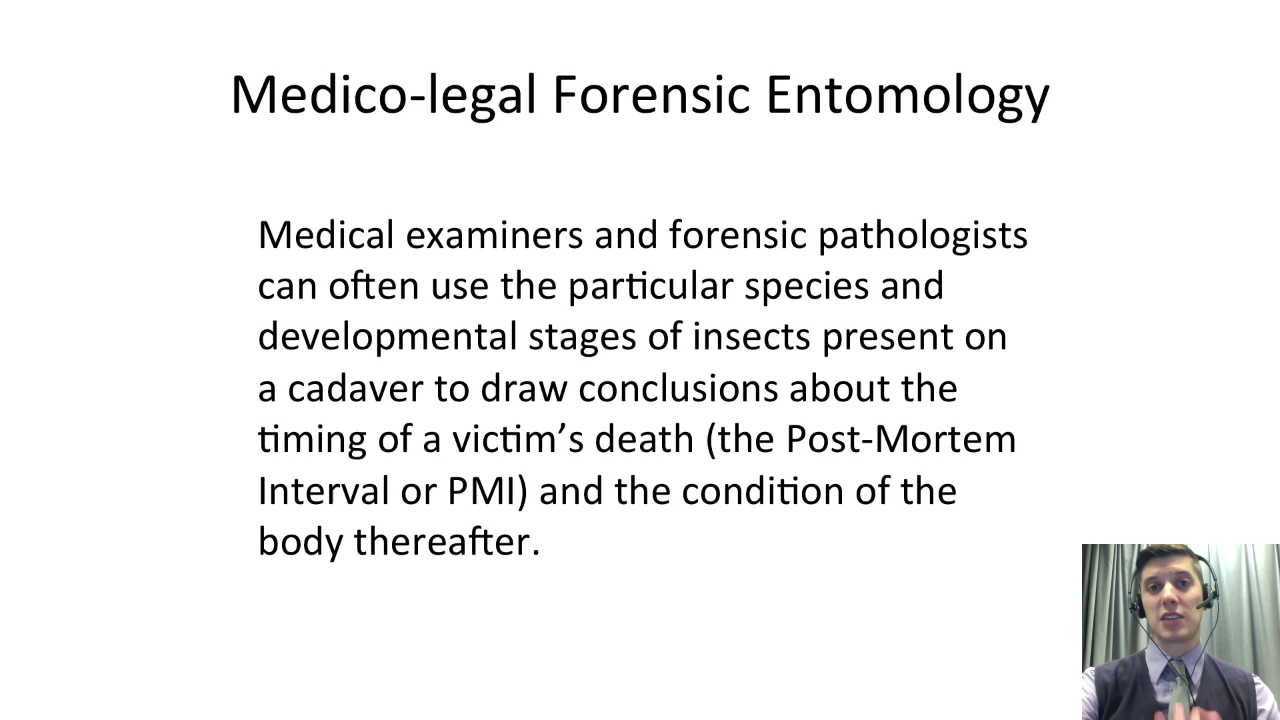 Medico-legal Forensic Entomology
Medical examiners and forensic pathologists
can often use the particular species and
developmental stages of insects present on
a cadaver to draw conclusions about the
timing of a victim’s death (the Post-Mortem
Interval or PMI) and the condition of the
body thereafter.